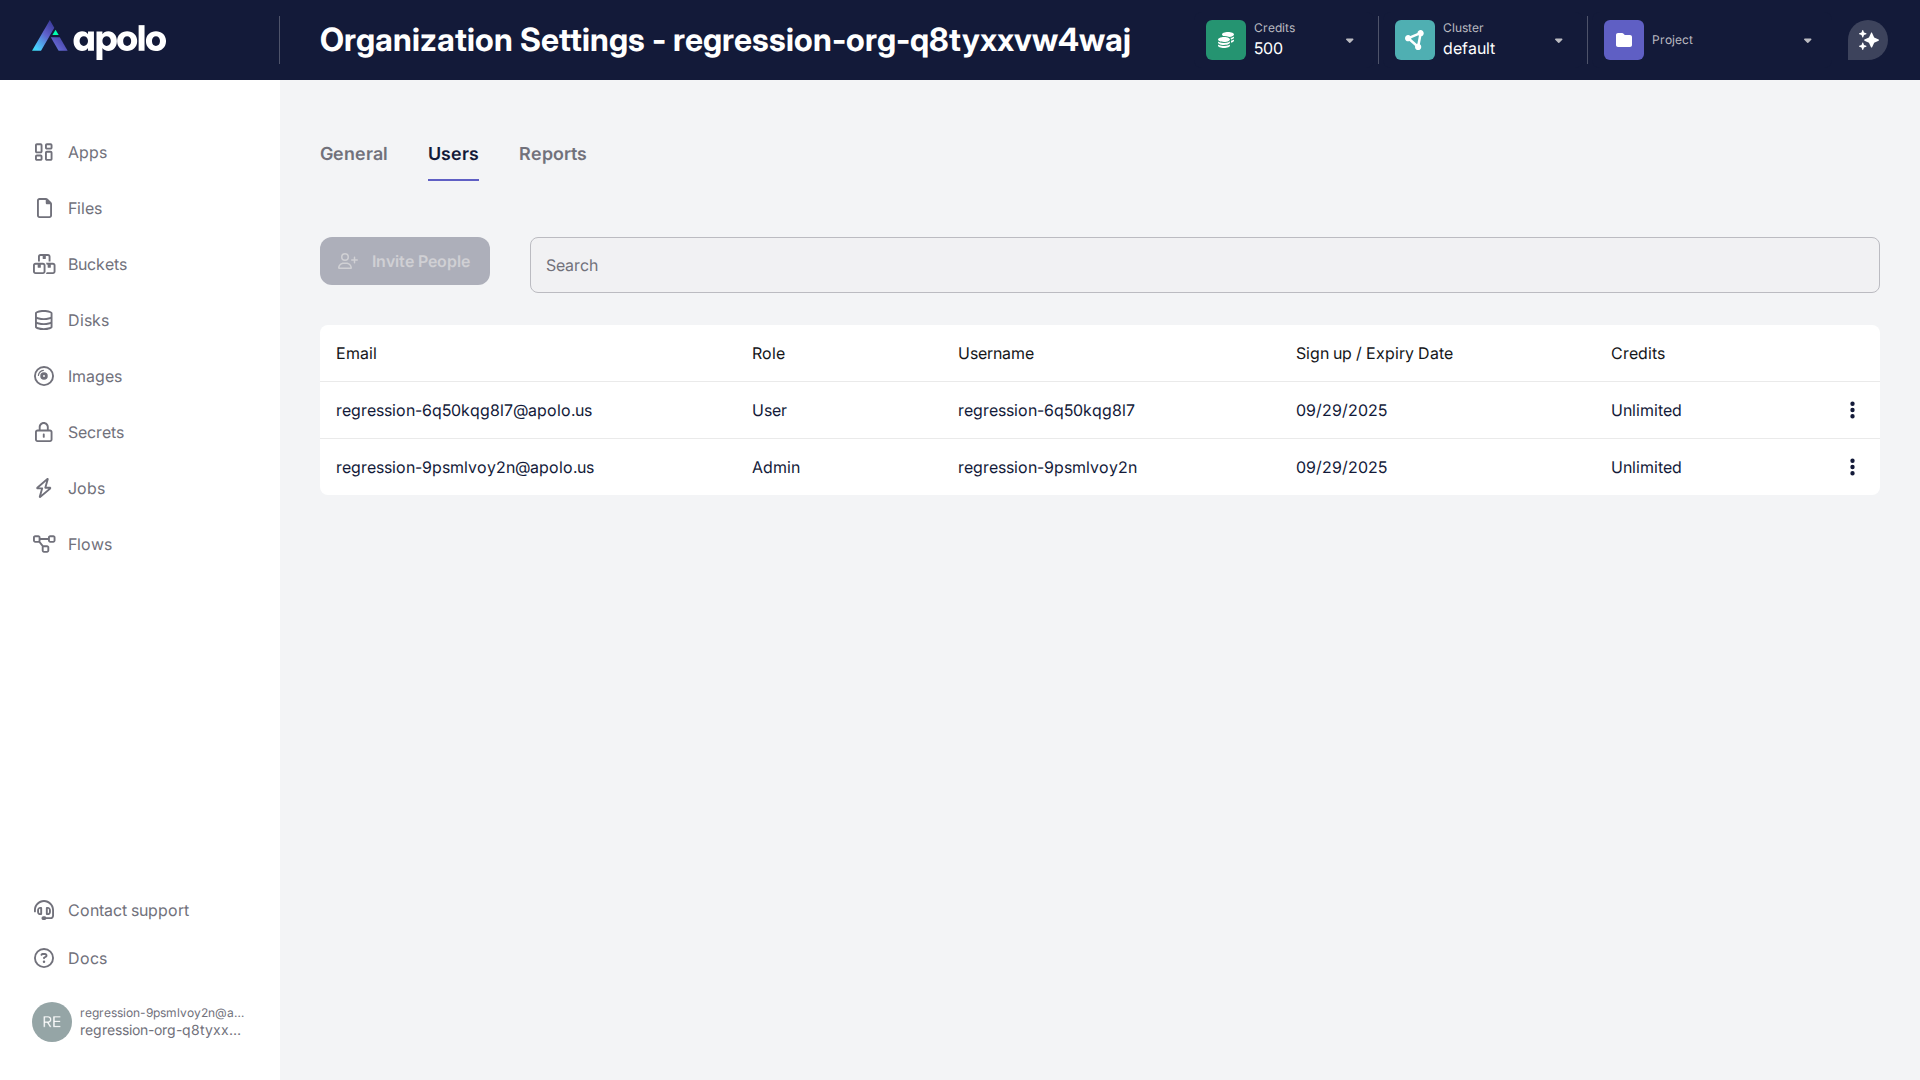 apolo
Organization Settings - regression-org-q8tyxxvw4waj
Credits
500
Cluster
default
Project
Apps
Files
Buckets
Disks
Images
Secrets
Jobs
Flows
Contact support
Docs
RE
regression-9psmlvoy2n@a...
regression-org-q8tyxx...
General Users Reports
Invite People
Search
Email Role Username Sign up / Expiry Date Credits
regression-6q50kqg8l7@apolo.us User regression-6q50kqg8l7 09/29/2025 Unlimited
regression-9psmlvoy2n@apolo.us Admin regression-9psmlvoy2n 09/29/2025 Unlimited